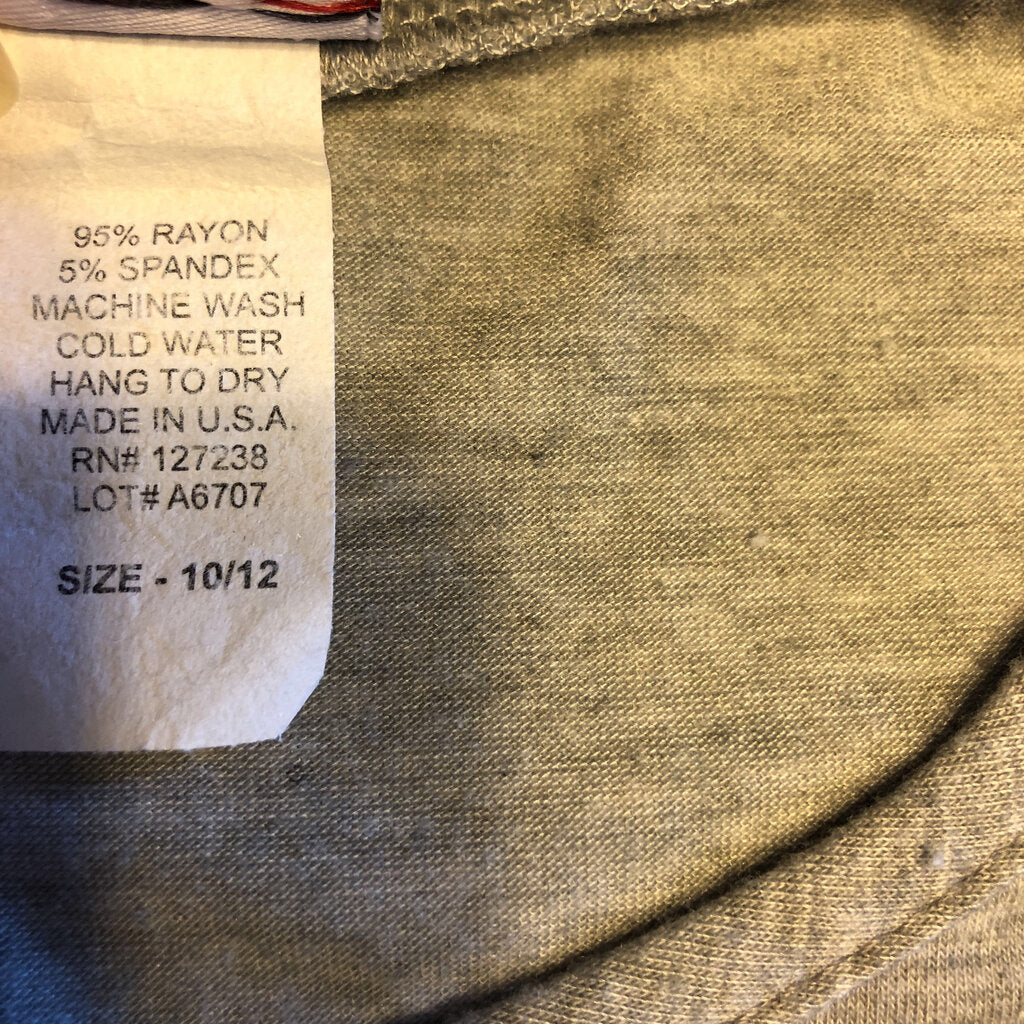 95% RAYON
5% SPANDEX
MACHINE WASH
COLD WATER
HANG TO DRY
MADE IN U.S.A.
RN# 127238
LOT# A6707
SIZE - 10/12